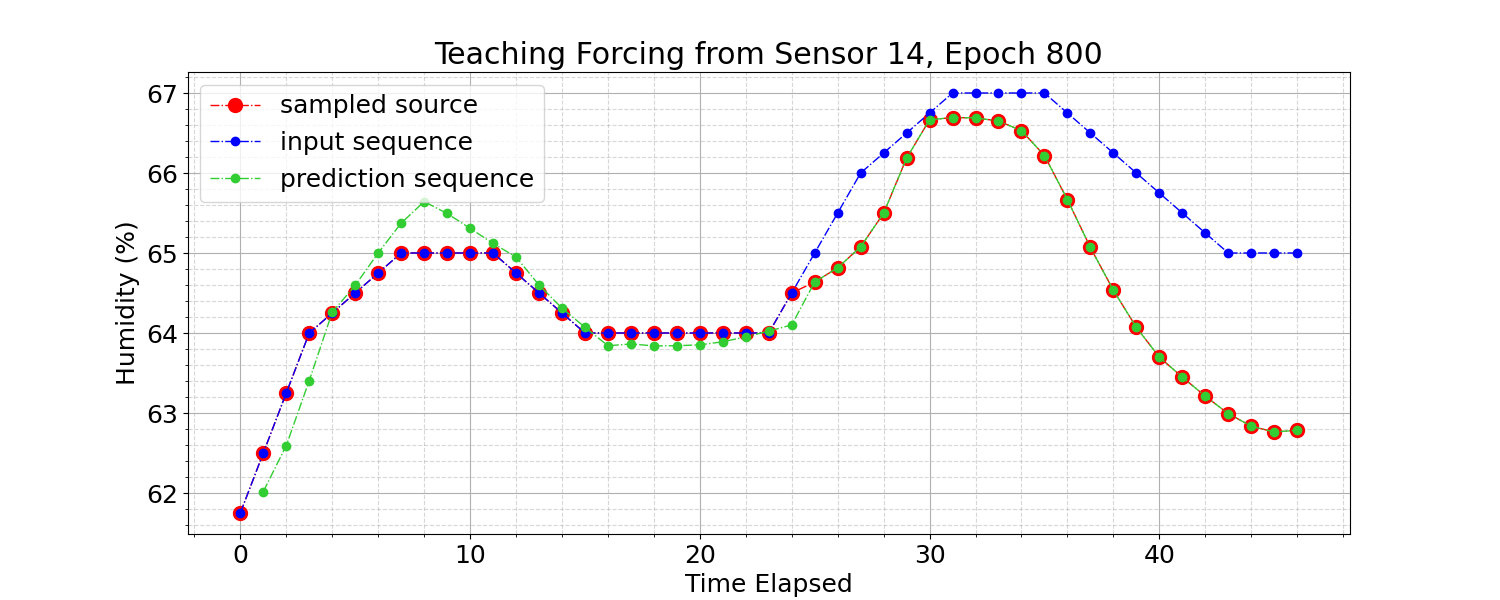 Teaching Forcing from Sensor 14, Epoch 800
sampled source
input sequence
prediction sequence
Humidity (%)
67
66
65
64
63
62
0 10 20 30 40
Time Elapsed